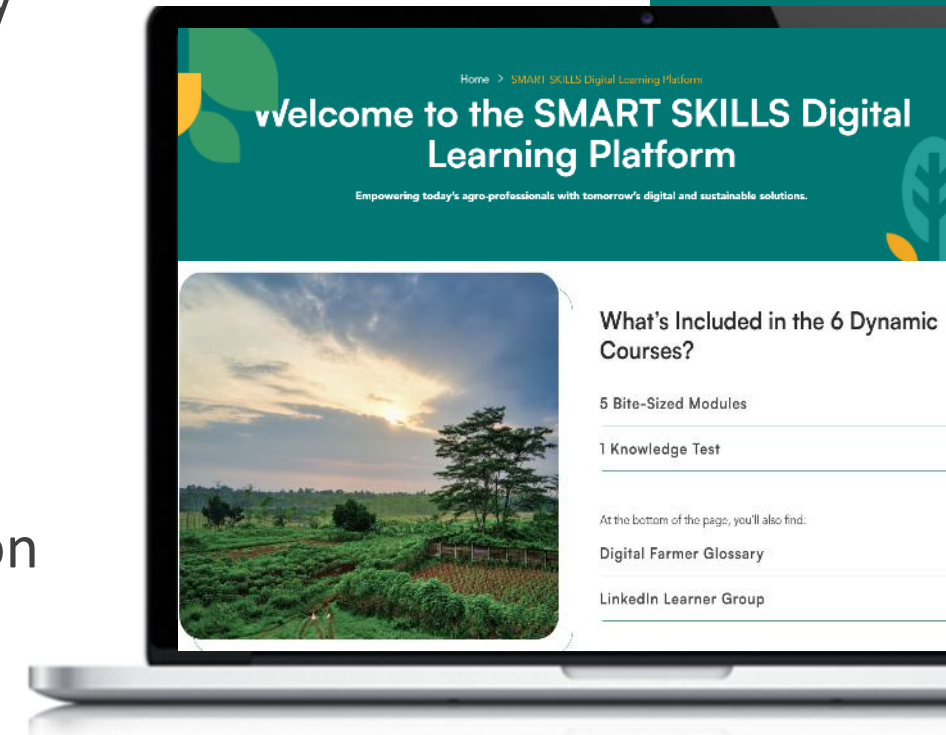 y
Home > SMART SKILLS Digital Learning Platform
Welcome to the SMART SKILLS Digital
Learning Platform
Empowering today's agro-professionals with tomorrow's digital and sustainable solutions.
What's Included in the 6 Dynamic
Courses?
5 Bite-Sized Modules
1 Knowledge Test
At the bottom of the page, you'll also find:
on
Digital Farmer Glossary
LinkedIn Learner Group